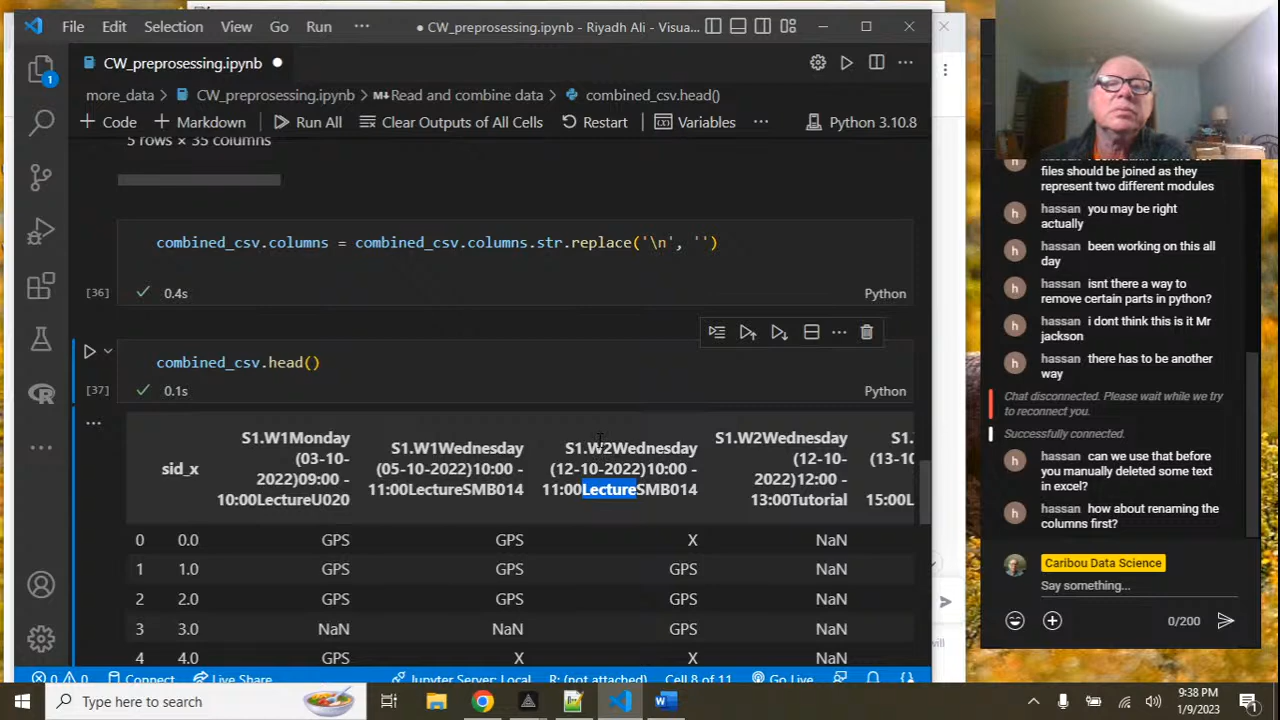 File Edit Selection View Go Run ··· ● CW_preprosessing.ipynb - Riyadh Ali - Visua...
CW_preprosessing.ipynb ●
more_data > CW_preprosessing.ipynb > M↓Read and combine data > combined_csv.head()
+ Code + Markdown Run All Clear Outputs of All Cells Restart Variables ··· Python 3.10.8
5 rows × 35 columns
combined_csv.columns = combined_csv.columns.str.replace('\n', '')
[36] ✓ 0.4s Python
combined_csv.head()
[37] ✓ 0.1s Python
sid_x
S1.W1Monday
(03-10-
2022)09:00 -
10:00LectureU020
S1.W1Wednesday
(05-10-2022)10:00 -
11:00LectureSMB014
S1.W2Wednesday
(12-10-2022)10:00 -
11:00LectureSMB014
S1.W2Wednesday
(12-10-
2022)12:00 -
13:00Tutorial
S1.
(13-10
15:00L
0 0.0 GPS GPS X NaN
1 1.0 GPS GPS GPS NaN
2 2.0 GPS GPS GPS NaN
3 3.0 NaN NaN GPS NaN
4 4.0 GPS X X NaN
0 0 Connect Live Share Jupyter Server: Local R: (not attached) Cell 8 of 11 Go Live
files should be joined as they
represent two different modules
h hassan you may be right
actually
h hassan been working on this all
day
h hassan isnt there a way to
remove certain parts in python?
h hassan i dont think this is it Mr
jackson
h hassan there has to be another
way
Chat disconnected. Please wait while we try
to reconnect you.
Successfully connected.
h hassan can we use that before
you manually deleted some text
in excel?
h hassan how about renaming the
columns first?
Caribou Data Science
Say something...
0/200
Type here to search
9:38 PM
1/9/2023